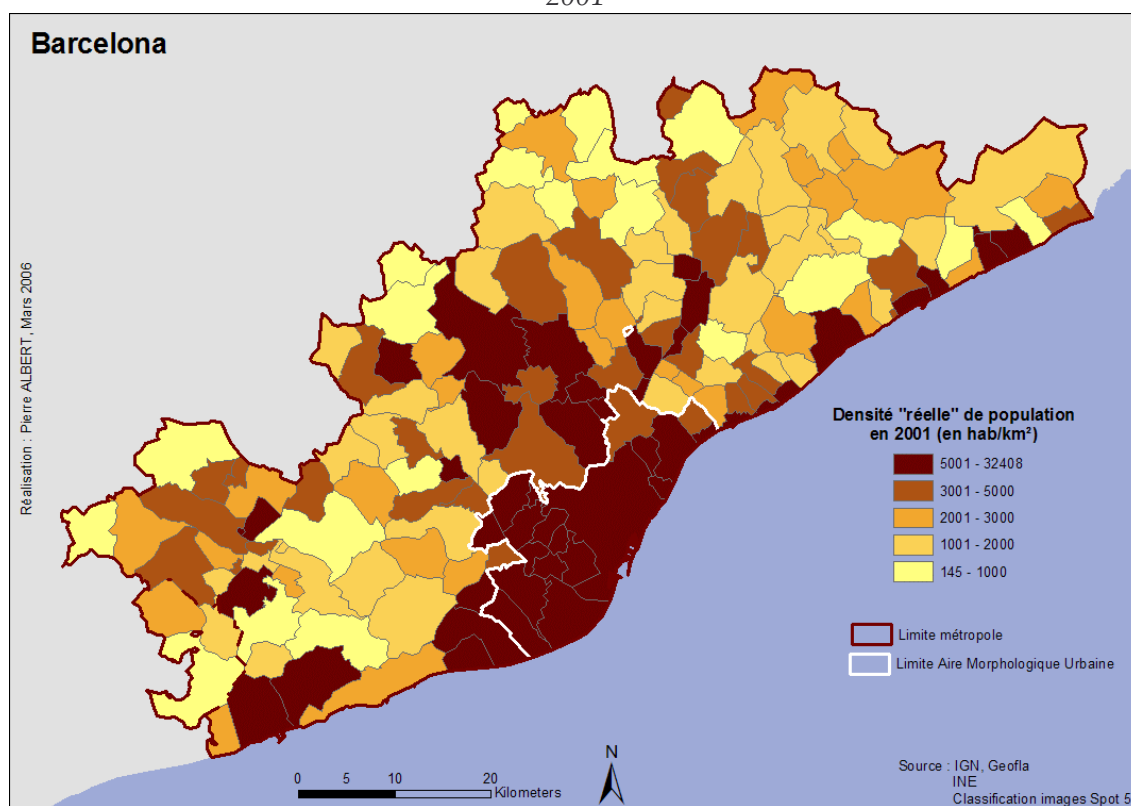 2001
Barcelona
Réalisation : Pierre ALBERT, Mars 2006
Densité "réelle" de population
en 2001 (en hab/km²)
5001 - 32408
3001 - 5000
2001 - 3000
1001 - 2000
145 - 1000
Limite métropole
Limite Aire Morphologique Urbaine
N
0 5 10 20
Kilometers
Source : IGN, Geofla
INE
Classification images Spot 5